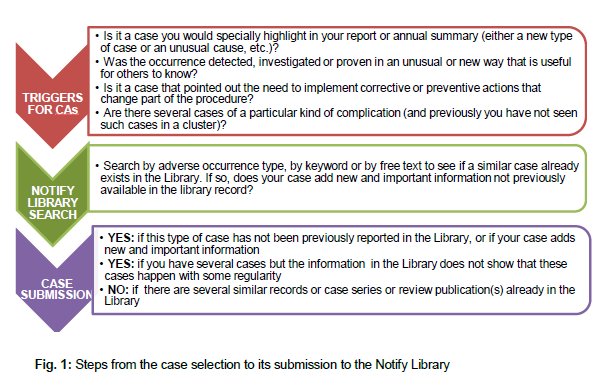 TRIGGERS
FOR CAs
• Is it a case you would specially highlight in your report or annual summary (either a new type
of case or an unusual cause, etc.)?
• Was the occurrence detected, investigated or proven in an unusual or new way that is useful
for others to know?
• Is it a case that pointed out the need to implement corrective or preventive actions that
change part of the procedure?
• Are there several cases of a particular kind of complication (and previously you have not seen
such cases in a cluster)?
NOTIFY
LIBRARY
SEARCH
• Search by adverse occurrence type, by keyword or by free text to see if a similar case already
exists in the Library. If so, does your case add new and important information not previously
available in the library record?
CASE
SUBMISSION
• YES: if this type of case has not been previously reported in the Library, or if your case adds
new and important information
• YES: if you have several cases but the information in the Library does not show that these
cases happen with some regularity
• NO: if there are several similar records or case series or review publication(s) already in the
Library
Fig. 1: Steps from the case selection to its submission to the Notify Library